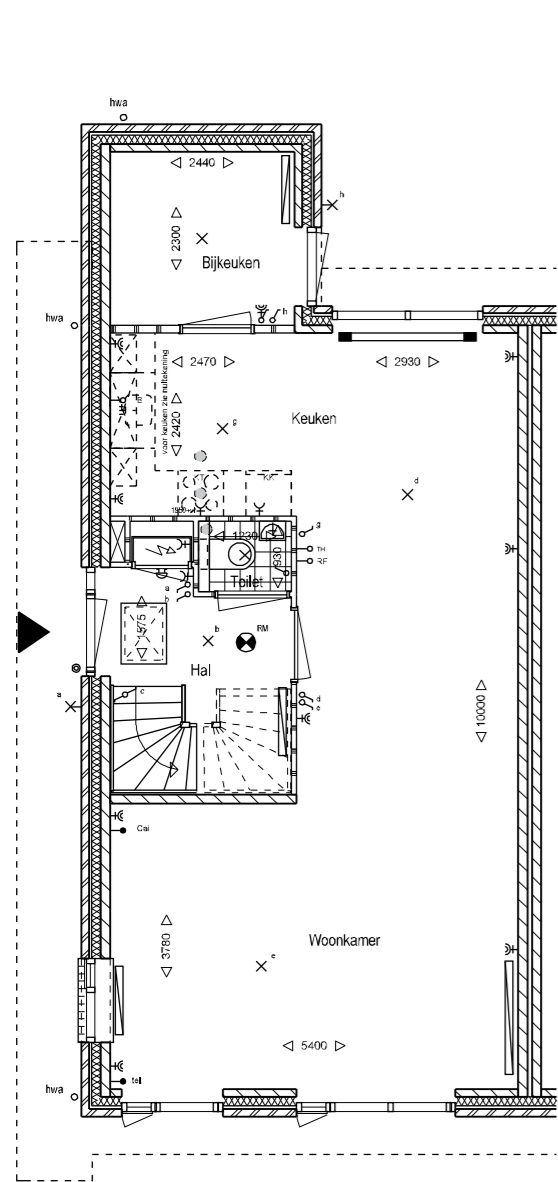 hwa
2440
h
2300
Bijkeuken
h
hwa
2470
2930
voor keuken zie nultekening
2420
Keuken
g
d
KK
1230
g
TH
930
Toilet
a
b
1575
b
RM
Hal
c
d
e
a
10000
Cai
Woonkamer
3780
e
5400
tel
hwa